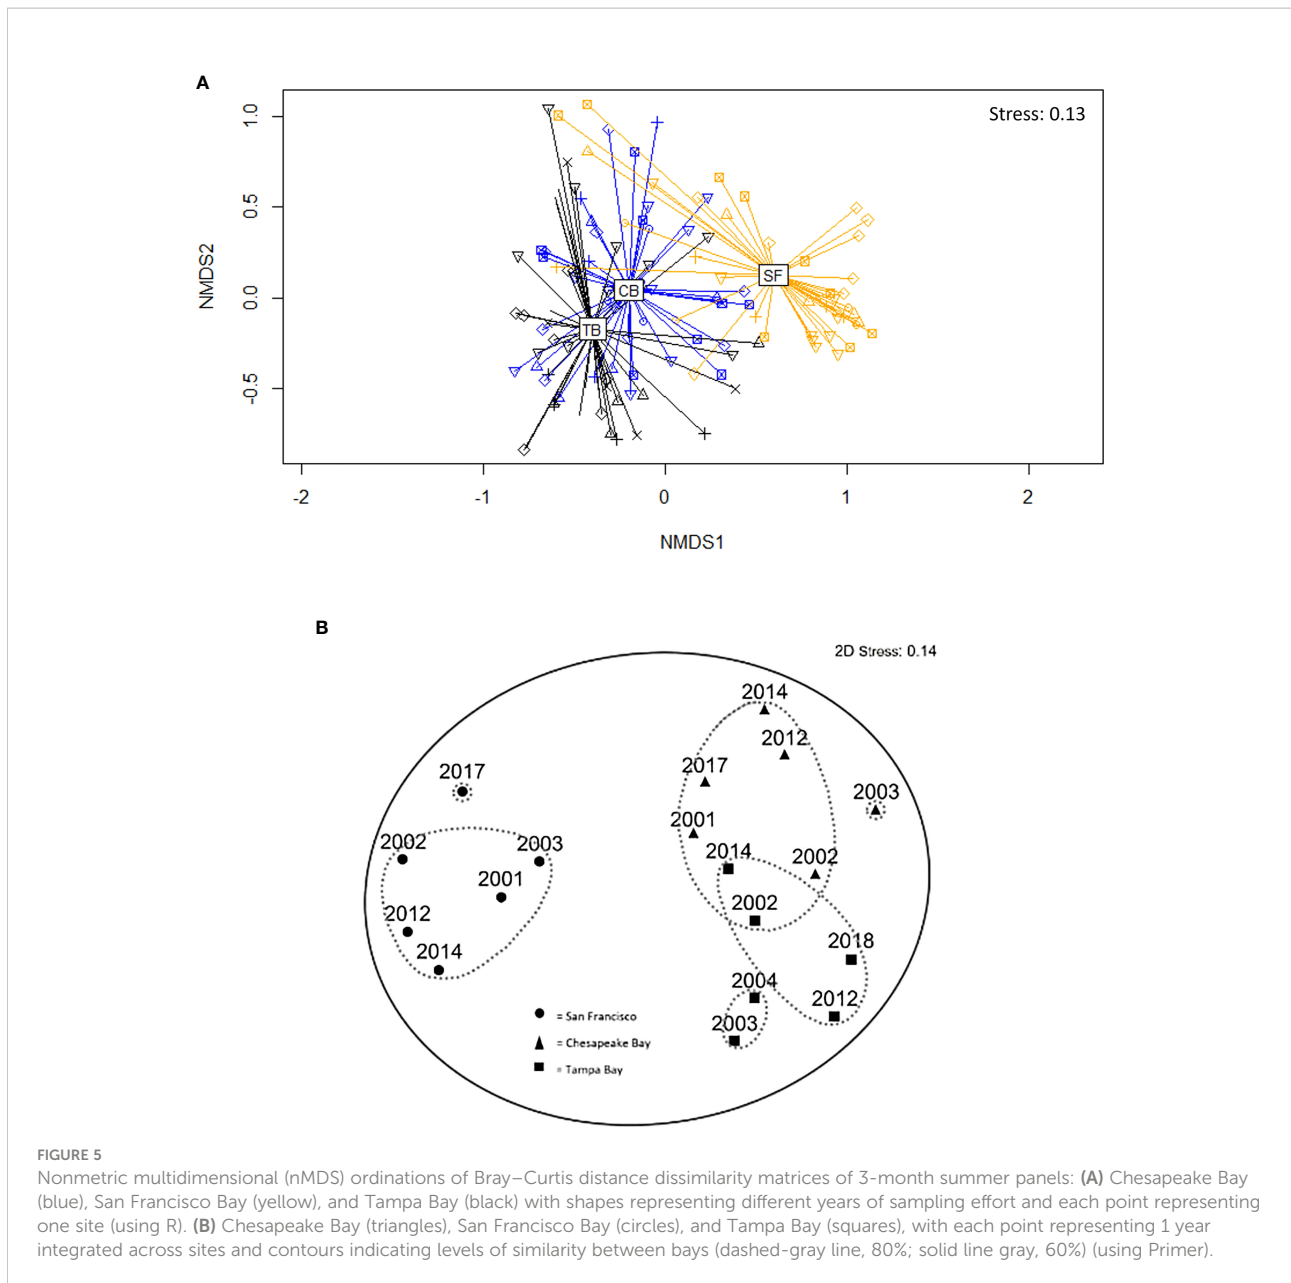 A
Stress: 0.13
1.0
0.5
0.0
-0.5
NMDS2
SF
CB
TB
-2 -1 0 1 2
NMDS1
B
2D Stress: 0.14
2014
2012
2017
2017
2003
2001
2002
2003
2014
2002
2001
2012
2002
2014
2018
2004
2012
2003
= San Francisco
= Chesapeake Bay
= Tampa Bay
FIGURE 5
Nonmetric multidimensional (nMDS) ordinations of Bray–Curtis distance dissimilarity matrices of 3-month summer panels: (A) Chesapeake Bay
(blue), San Francisco Bay (yellow), and Tampa Bay (black) with shapes representing different years of sampling effort and each point representing
one site (using R). (B) Chesapeake Bay (triangles), San Francisco Bay (circles), and Tampa Bay (squares), with each point representing 1 year
integrated across sites and contours indicating levels of similarity between bays (dashed-gray line, 80%; solid line gray, 60%) (using Primer).